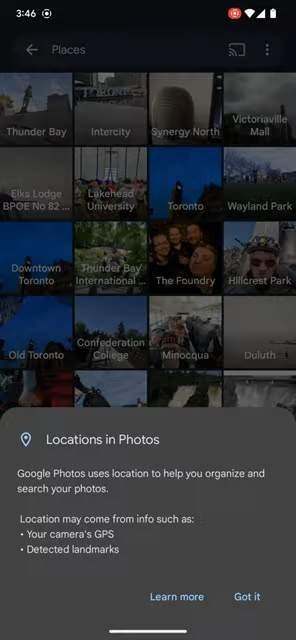 3:46
Places
Thunder Bay
Intercity
Synergy North
Victoriaville
Mall
Elks Lodge
BPOE No 82 ...
Lakehead
University
Toronto
Wayland Park
Downtown
Toronto
Thunder Bay
International ...
The Foundry
Hillcrest Park
Old Toronto
Confederation
College
Minocqua
Duluth
Locations in Photos
Google Photos uses location to help you organize and
search your photos.
Location may come from info such as:
• Your camera's GPS
• Detected landmarks
Learn more
Got it